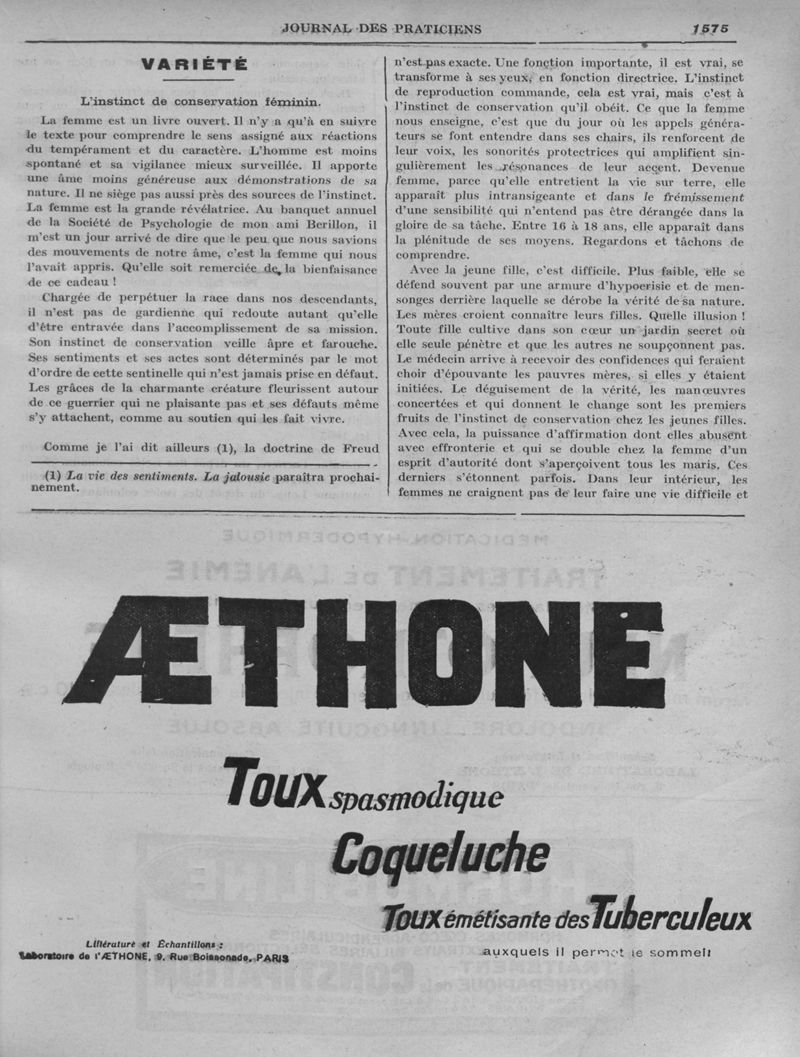 JOURNAL DES PRATICIENS
1575
VARIÉTÉ
L'instinct de conservation féminin.
La femme est un livre ouvert. Il n'y a qu'à en suivre
le texte pour comprendre le sens assigné aux réactions
du tempérament et du caractère. L'homme est moins
spontané et sa vigilance mieux surveillée. Il apporte
une âme moins généreuse aux démonstrations de sa
nature. Il ne siège pas aussi près des sources de l'instinct.
La femme est la grande révélatrice. Au banquet annuel
de la Société de Psychologie de mon ami Berillon, il
m'est un jour arrivé de dire que le peu que nous savions
des mouvements de notre âme, c'est la femme qui nous
l'avait appris. Qu'elle soit remerciée de la bienfaisance
de ce cadeau !
Chargée de perpétuer la race dans nos descendants,
il n'est pas de gardienne qui redoute autant qu'elle
d'être entravée dans l'accomplissement de sa mission.
Son instinct de conservation veille âpre et farouche.
Ses sentiments et ses actes sont déterminés par le mot
d'ordre de cette sentinelle qui n'est jamais prise en défaut.
Les grâces de la charmante créature fleurissent autour
de ce guerrier qui ne plaisante pas et ses défauts même
s'y attachent, comme au soutien qui les fait vivre.
Comme je l'ai dit ailleurs (1), la doctrine de Freud
(1) La vie des sentiments. La jalousie paraîtra prochai-
nement.
n'est pas exacte. Une fonction importante, il est vrai, se
transforme à ses yeux, en fonction directrice. L'instinct
de reproduction commande, cela est vrai, mais c'est à
l'instinct de conservation qu'il obéit. Ce que la femme
nous enseigne, c'est que du jour où les appels généra-
teurs se font entendre dans ses chairs, ils renforcent de
leur voix, les sonorités protectrices qui amplifient sin-
gulièrement les résonances de leur accent. Devenue
femme, parce qu'elle entretient la vie sur terre, elle
apparaît plus intransigeante et dans le frémissement
d'une sensibilité qui n'entend pas être dérangée dans la
gloire de sa tâche. Entre 16 à 18 ans, elle apparaît dans
la plénitude de ses moyens. Regardons et tâchons de
comprendre.
Avec la jeune fille, c'est difficile. Plus faible, elle se
défend souvent par une armure d'hypocrisie et de men-
songes derrière laquelle se dérobe la vérité de sa nature.
Les mères croient connaître leurs filles. Quelle illusion !
Toute fille cultive dans son cœur un jardin secret où
elle seule pénètre et que les autres ne soupçonnent pas.
Le médecin arrive à recevoir des confidences qui feraient
choir d'épouvante les pauvres mères, si elles y étaient
initiées. Le déguisement de la vérité, les manœuvres
concertées et qui donnent le change sont les premiers
fruits de l'instinct de conservation chez les jeunes filles.
Avec cela, la puissance d'affirmation dont elles abusent
avec effronterie et qui se double chez la femme d'un
esprit d'autorité dont s'aperçoivent tous les maris. Ces
derniers s'étonnent parfois. Dans leur intérieur, les
femmes ne craignent pas de leur faire une vie difficile et
ÆTHONE
Toux spasmodique
Coqueluche
Toux émétisante des Tuberculeux
auxquels il permet le sommeil
Littérature et Échantillons :
Laboratoire de l'ÆTHONE, 9, Rue Boissonade, PARIS